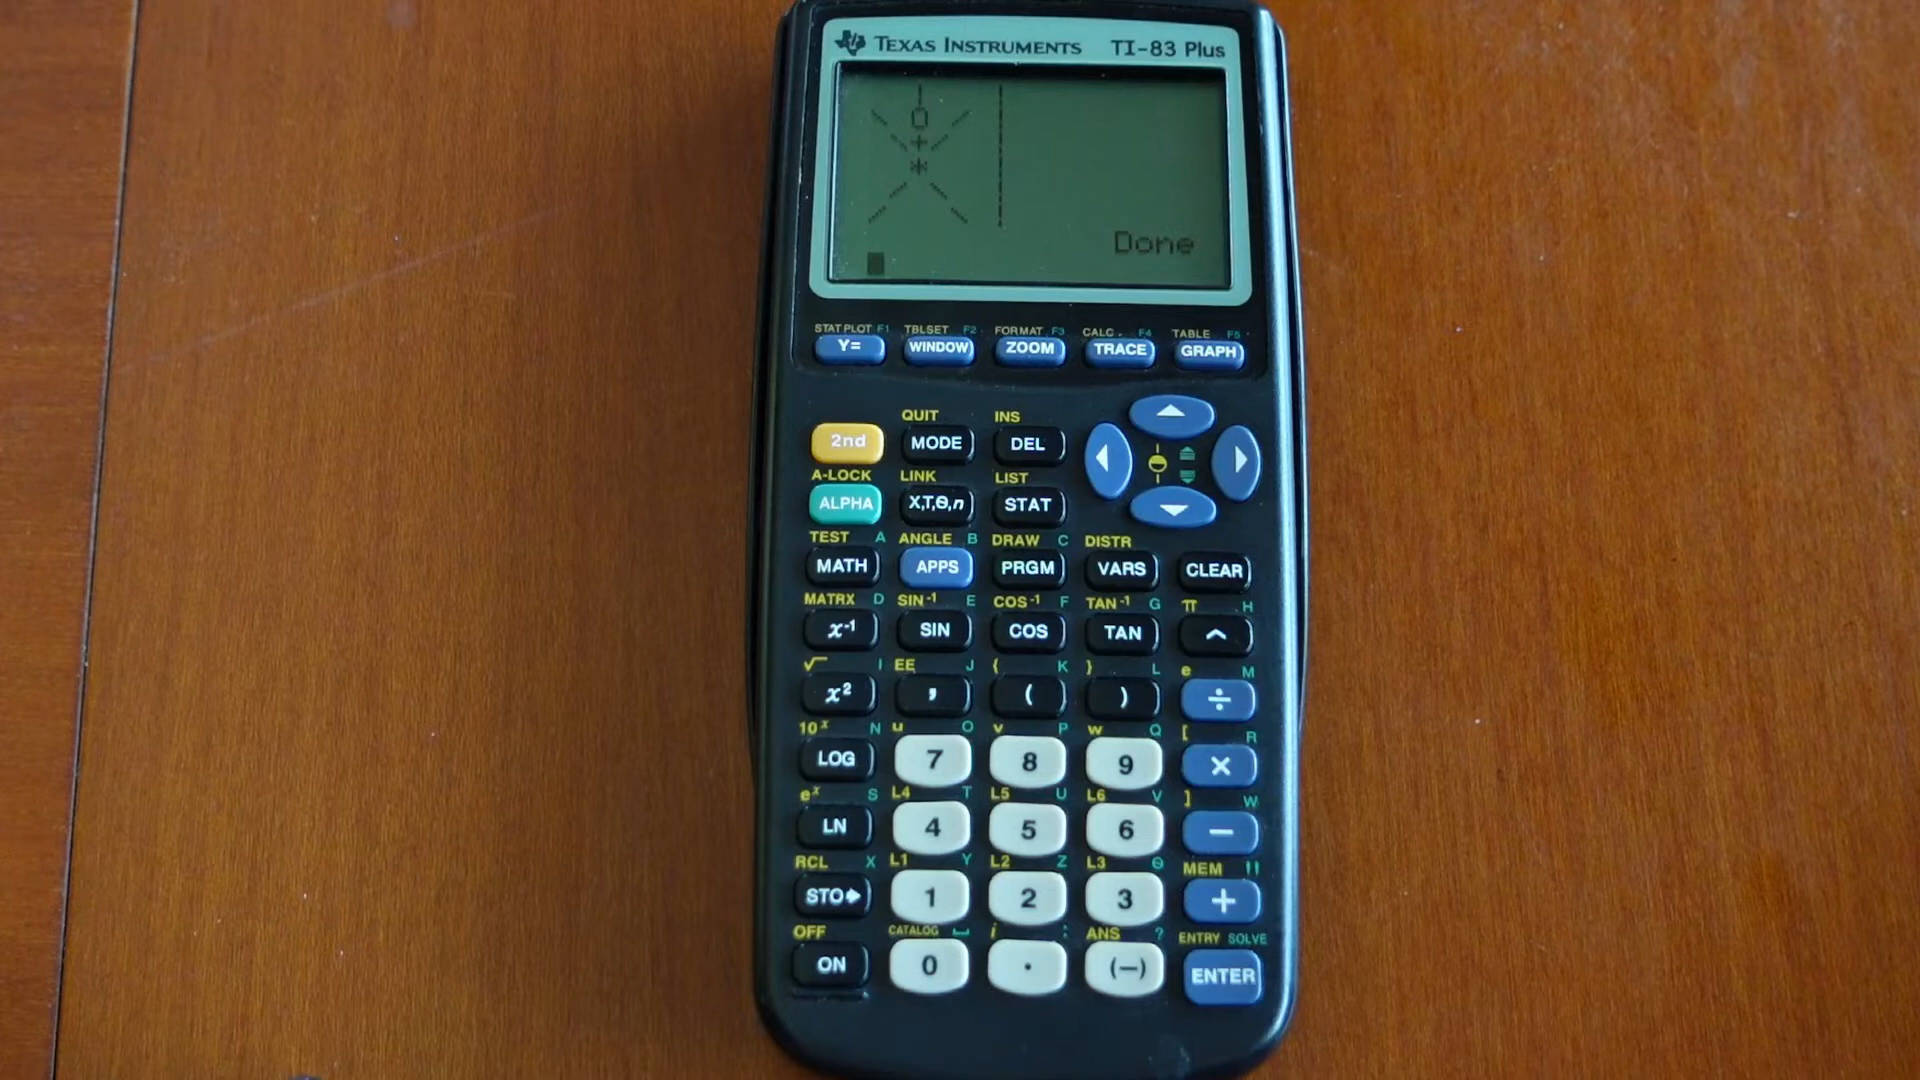 TEXAS INSTRUMENTS TI-83 Plus
0
+
*
Done
STAT PLOT F1 TBLSET F2 FORMAT F3 CALC F4 TABLE F5
Y= WINDOW ZOOM TRACE GRAPH
QUIT INS
2nd MODE DEL
A-LOCK LINK LIST
ALPHA X,T,Θ,n STAT
TEST A ANGLE B DRAW C DISTR
MATH APPS PRGM VARS CLEAR
MATRX D SIN⁻¹ E COS⁻¹ F TAN⁻¹ G π H
x⁻¹ SIN COS TAN ^
√ I EE J { K } L e M
x² , ( ) ÷
10ˣ N u O v P w Q [ R
LOG 7 8 9 ×
eˣ S L4 T L5 U L6 V ] W
LN 4 5 6 −
RCL X L1 Y L2 Z L3 Θ MEM "
STO➧ 1 2 3 +
OFF CATALOG ⎵ i : ANS ? ENTRY SOLVE
ON 0 . (−) ENTER